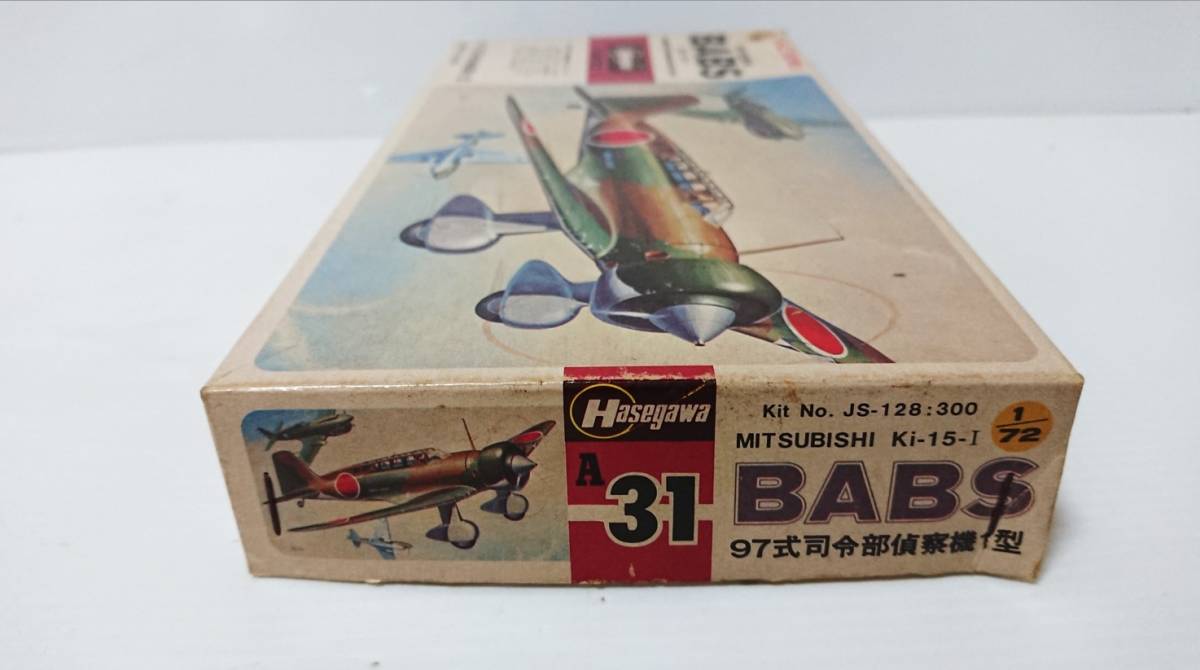 BABS
Hasegawa
A
31
Kit No. JS-128:300
MITSUBISHI Ki-15-I
1/72
BABS
97式司令部偵察機1型